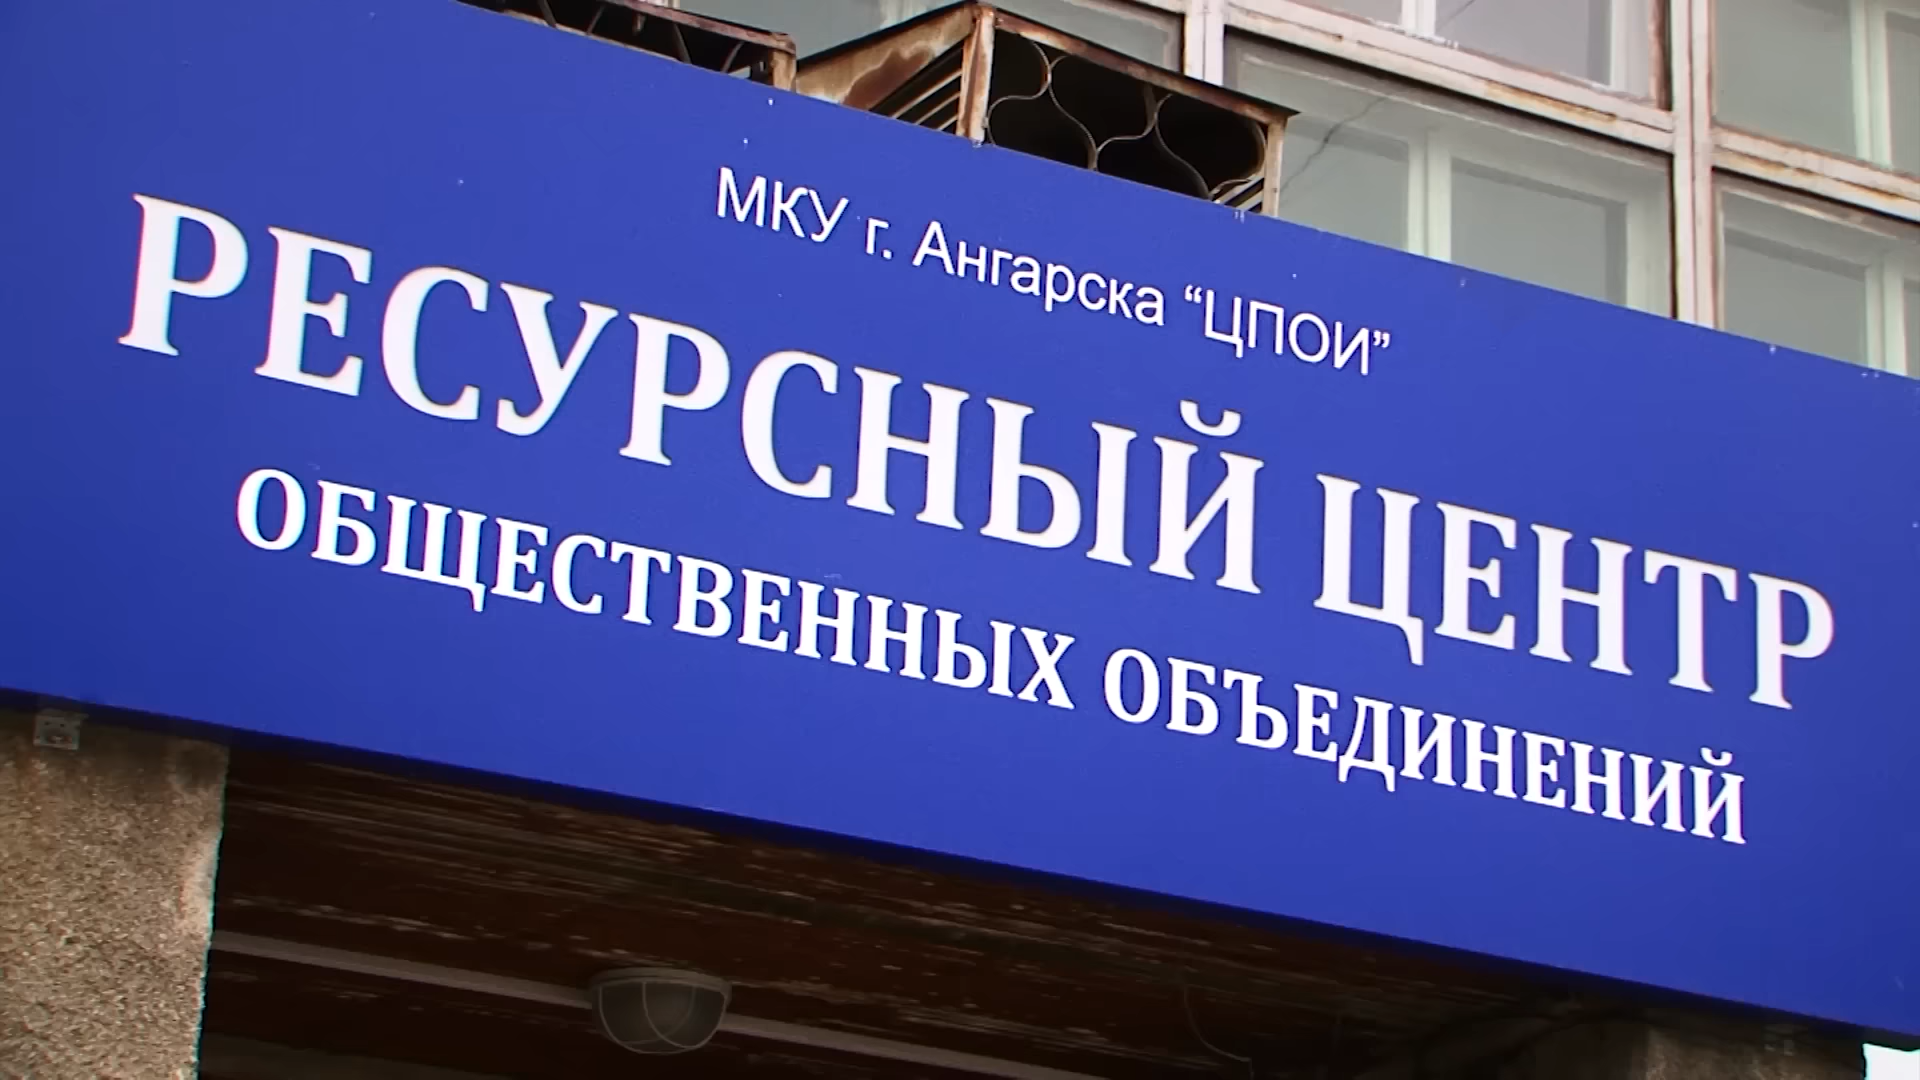 МКУ г. Ангарска “ЦПОИ”
РЕСУРСНЫЙ ЦЕНТР
ОБЩЕСТВЕННЫХ ОБЪЕДИНЕНИЙ